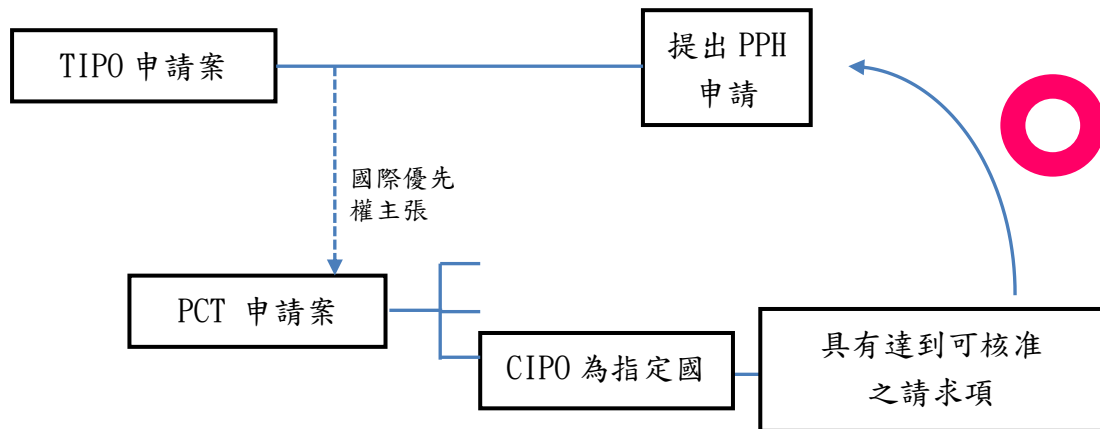 TIPO 申請案
提出 PPH
申請
國際優先
權主張
PCT 申請案
CIPO 為指定國
具有達到可核准
之請求項